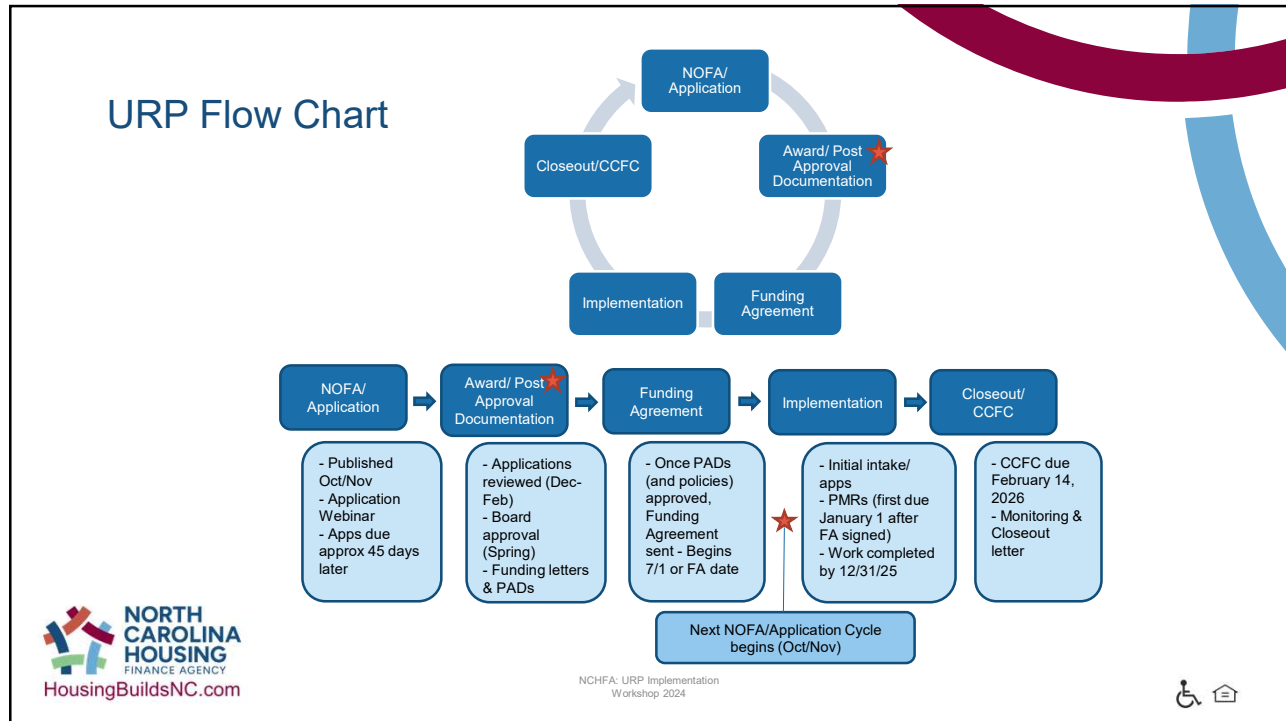 URP Flow Chart
NOFA/
Application
Award/ Post
Approval
Documentation
Funding
Agreement
Implementation
Closeout/CCFC
NOFA/
Application
Award/ Post
Approval
Documentation
Funding
Agreement
Implementation
Closeout/
CCFC
- Published
Oct/Nov
- Application
Webinar
- Apps due
approx 45 days
later
- Applications
reviewed (Dec-
Feb)
- Board
approval
(Spring)
- Funding letters
& PADs
- Once PADs
(and policies)
approved,
Funding
Agreement
sent - Begins
7/1 or FA date
- Initial intake/
apps
- PMRs (first due
January 1 after
FA signed)
- Work completed
by 12/31/25
- CCFC due
February 14,
2026
- Monitoring &
Closeout
letter
Next NOFA/Application Cycle
begins (Oct/Nov)
NORTH
CAROLINA
HOUSING
FINANCE AGENCY
HousingBuildsNC.com
NCHFA: URP Implementation
Workshop 2024